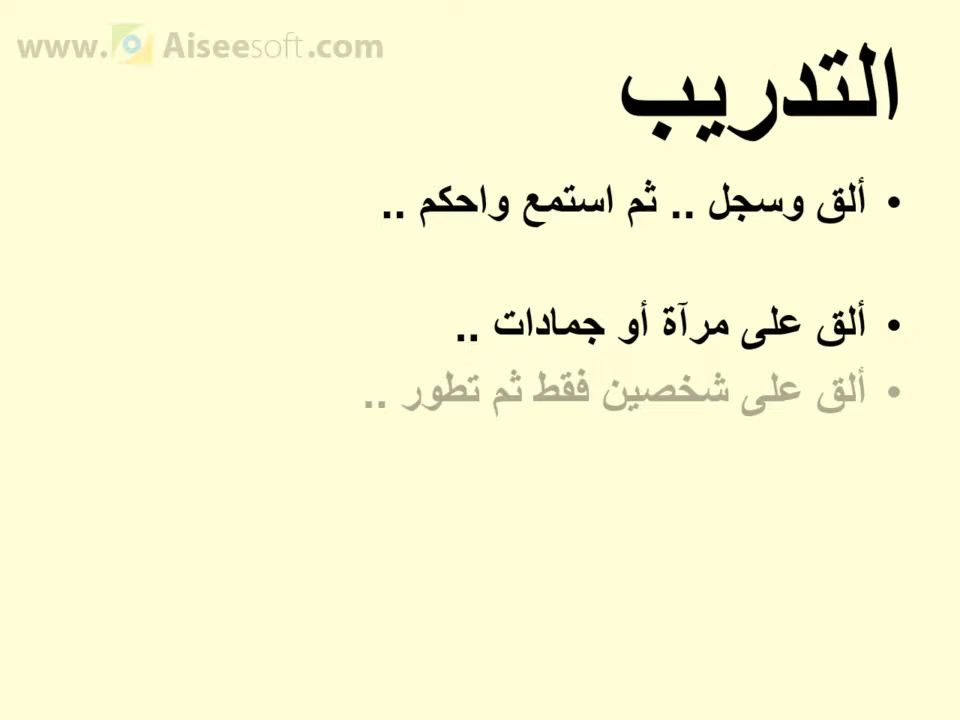 www.Aiseesoft.com
التدريب
• ألق وسجل .. ثم استمع واحكم ..
• ألق على مرآة أو جمادات ..
• ألق على شخصين فقط ثم تطور ..